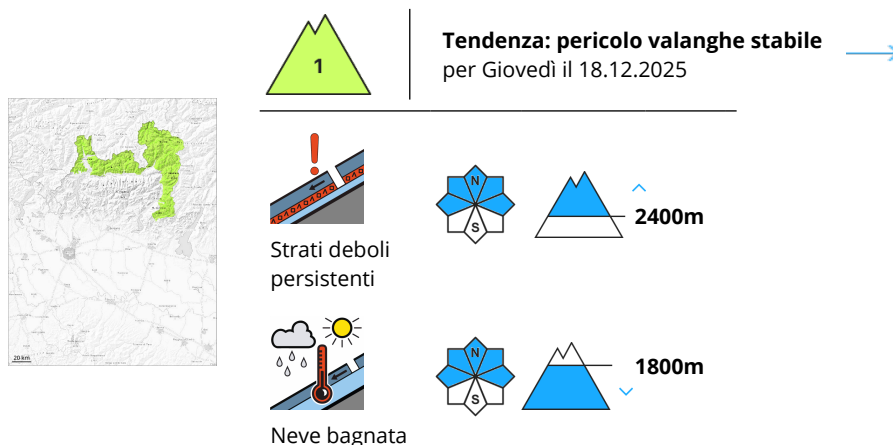 1
Tendenza: pericolo valanghe stabile
per Giovedì il 18.12.2025
20 km
N
S
2400m
Strati deboli
persistenti
N
S
1800m
Neve bagnata